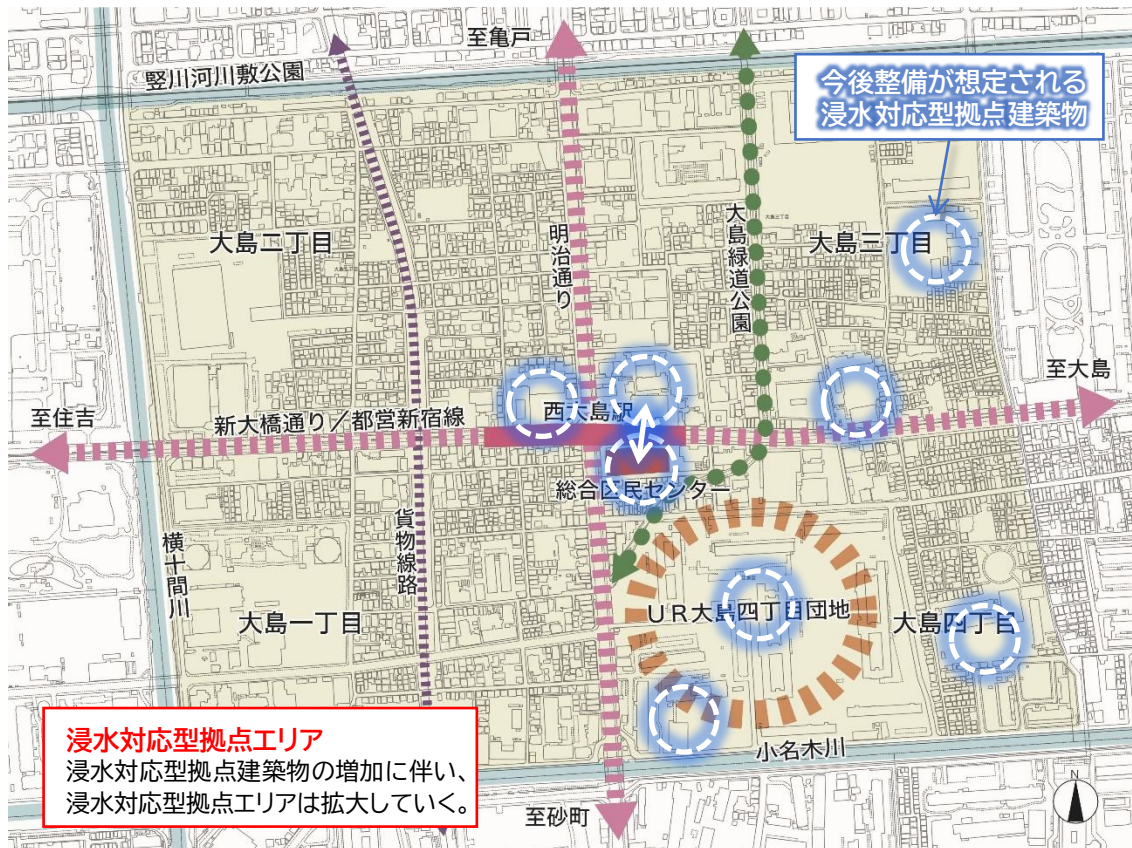 至亀戸
竪川河川敷公園
今後整備が想定される
浸水対応型拠点建築物
大島二丁目
明治通り
大島緑道公園
大島三丁目
至大島
至住吉
新大橋通り／都営新宿線
西大島駅
総合区民センター
横十間川
貨物線路
大島一丁目
UR大島四丁目団地
大島四丁目
浸水対応型拠点エリア
浸水対応型拠点建築物の増加に伴い、
浸水対応型拠点エリアは拡大していく。
小名木川
至砂町
N